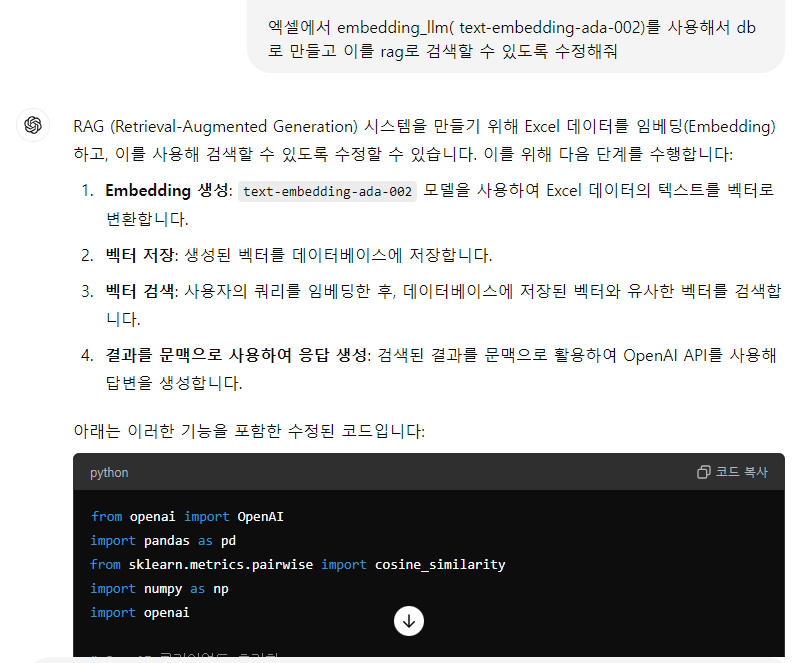 엑셀에서 embedding_llm( text-embedding-ada-002)를 사용해서 db
로 만들고 이를 rag로 검색할 수 있도록 수정해줘
RAG (Retrieval-Augmented Generation) 시스템을 만들기 위해 Excel 데이터를 임베딩(Embedding)
하고, 이를 사용해 검색할 수 있도록 수정할 수 있습니다. 이를 위해 다음 단계를 수행합니다:
1. Embedding 생성: text-embedding-ada-002 모델을 사용하여 Excel 데이터의 텍스트를 벡터로
변환합니다.
2. 벡터 저장: 생성된 벡터를 데이터베이스에 저장합니다.
3. 벡터 검색: 사용자의 쿼리를 임베딩한 후, 데이터베이스에 저장된 벡터와 유사한 벡터를 검색합
니다.
4. 결과를 문맥으로 사용하여 응답 생성: 검색된 결과를 문맥으로 활용하여 OpenAI API를 사용해
답변을 생성합니다.
아래는 이러한 기능을 포함한 수정된 코드입니다:
python 코드 복사
from openai import OpenAI
import pandas as pd
from sklearn.metrics.pairwise import cosine_similarity
import numpy as np
import openai